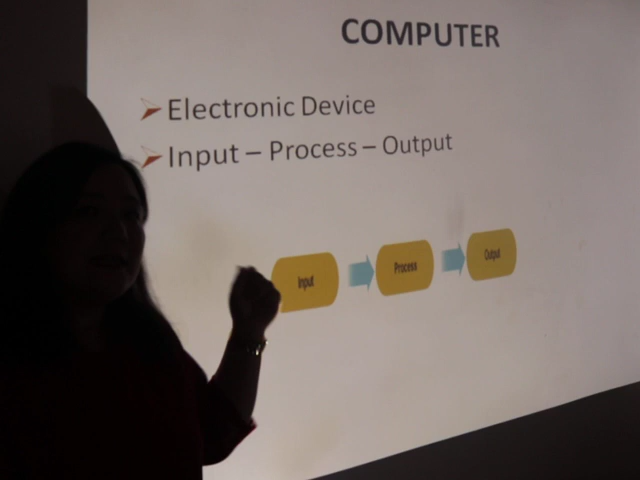 COMPUTER
Electronic Device
Input – Process – Output
Input Process Output